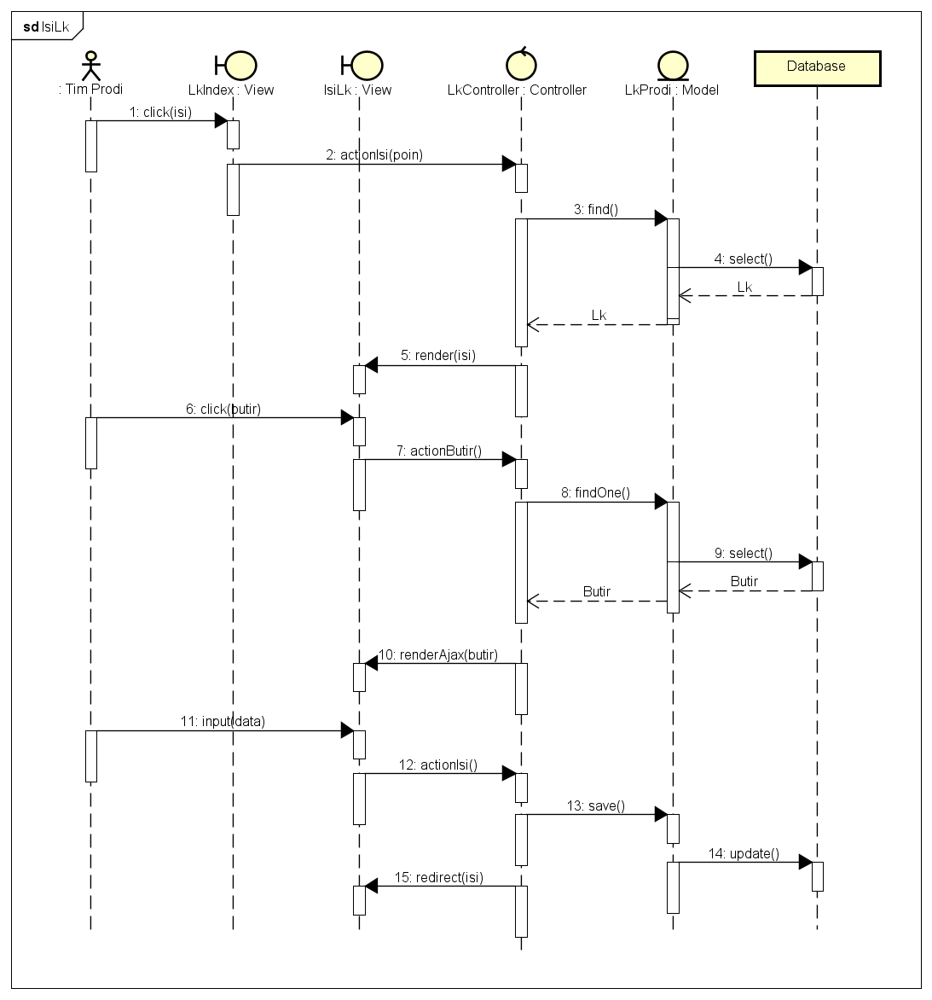 sd IsiLk
: Tim Prodi
LkIndex : View
IsiLk : View
LkController : Controller
LkProdi : Model
Database
1: click(isi)
2: actionIsi(poin)
3: find()
4: select()
Lk
Lk
5: render(isi)
6: click(butir)
7: actionButir()
8: findOne()
9: select()
Butir
Butir
10: renderAjax(butir)
11: input(data)
12: actionIsi()
13: save()
14: update()
15: redirect(isi)